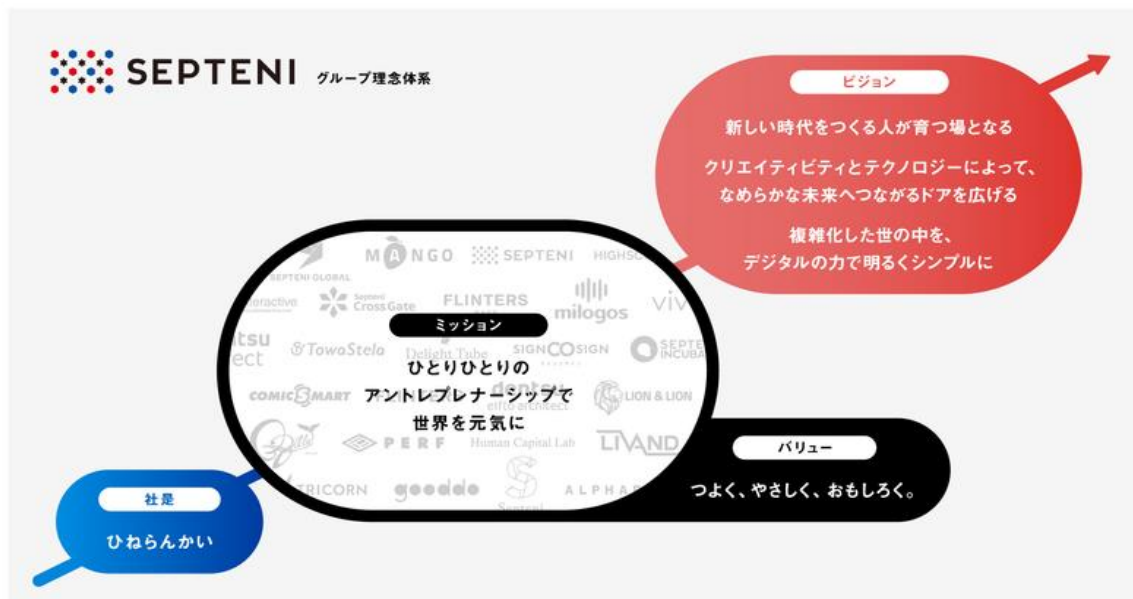 SEPTENI グループ理念体系
ビジョン
新しい時代をつくる人が育つ場となる
クリエイティビティとテクノロジーによって、
なめらかな未来へつながるドアを広げる
複雑化した世の中を、
デジタルの力で明るくシンプルに
MANGO SEPTENI
SEPTENI GLOBAL
Septeni CrossGate FLINTERS milogos
ミッション
TowaStela Delight Tube SIGN COSIGN
ひとりひとりの
アントレプレナーシップで
世界を元気に
COMICSMART LION & LION
PERF Human Capital Lab LIVAND
TRICORN gooddo
Septeni
バリュー
つよく、やさしく、おもしろく。
社是
ひねらんかい